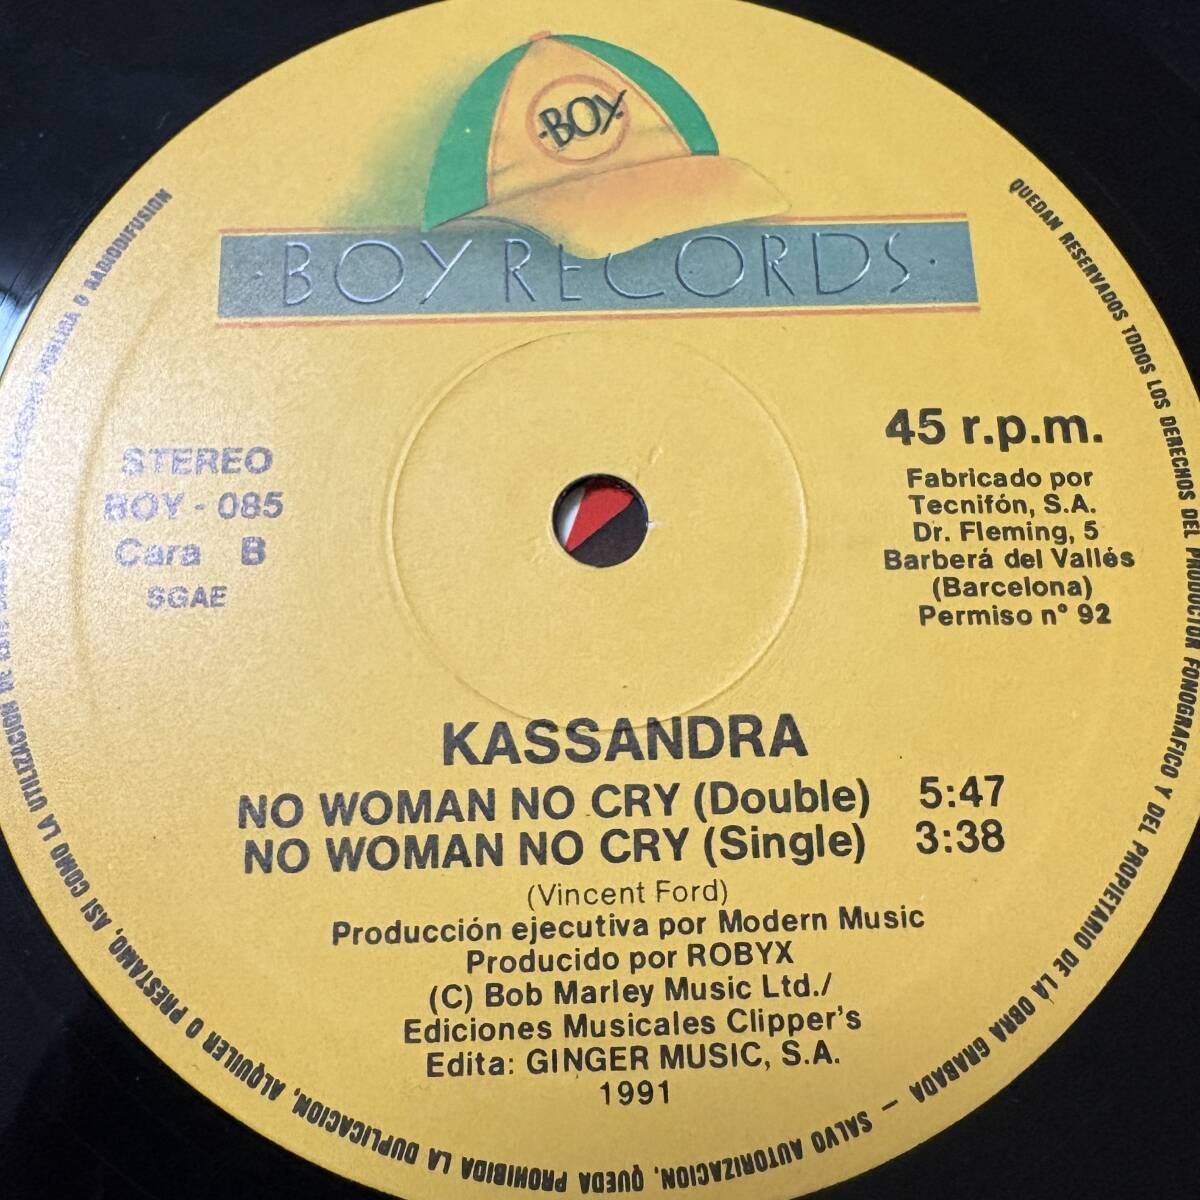 ·BOY·
·BOY RECORDS·
STEREO
BOY - 085
Cara B
SGAE
45 r.p.m.
Fabricado por
Tecnifón, S.A.
Dr. Fleming, 5
Barberá del Vallés
(Barcelona)
Permiso n° 92
KASSANDRA
NO WOMAN NO CRY (Double) 5:47
NO WOMAN NO CRY (Single) 3:38
(Vincent Ford)
Producción ejecutiva por Modern Music
Producido por ROBYX
(C) Bob Marley Music Ltd./
Ediciones Musicales Clipper's
Edita: GINGER MUSIC, S.A.
1991
QUEDAN RESERVADOS TODOS LOS DERECHOS DEL PRODUCTOR FONOGRAFICO Y DEL PROPIETARIO DE LA OBRA GRABADA — SALVO AUTORIZACION, QUEDA PROHIBIDA LA DUPLICACION, ALQUILER O PRESTAMO, ASI COMO LA UTILIZACION DE ESTE PUBLICA O RADIODIFUSION